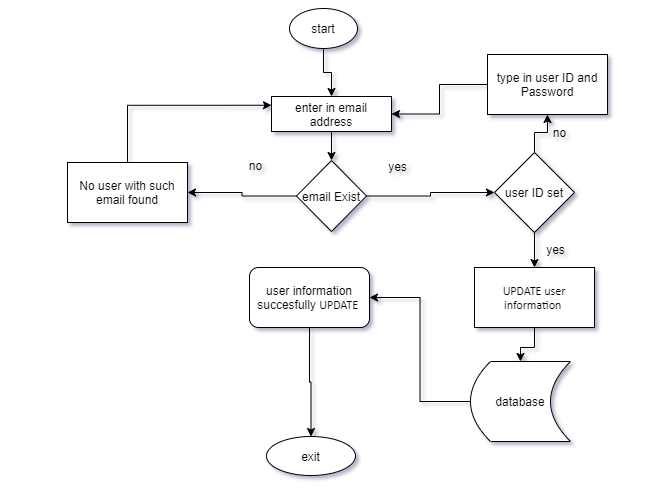 start
enter in email
address
type in user ID and
Password
no
no
yes
No user with such
email found
email Exist
user ID set
yes
user information
succesfully UPDATE
UPDATE user
information
database
exit